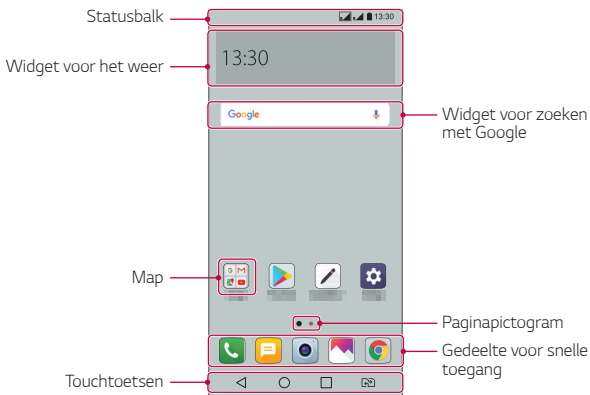 Statusbalk
13:30
Widget voor het weer
13:30
Google
Widget voor zoeken
met Google
Map
Paginapictogram
Gedeelte voor snelle
toegang
Touchtoetsen